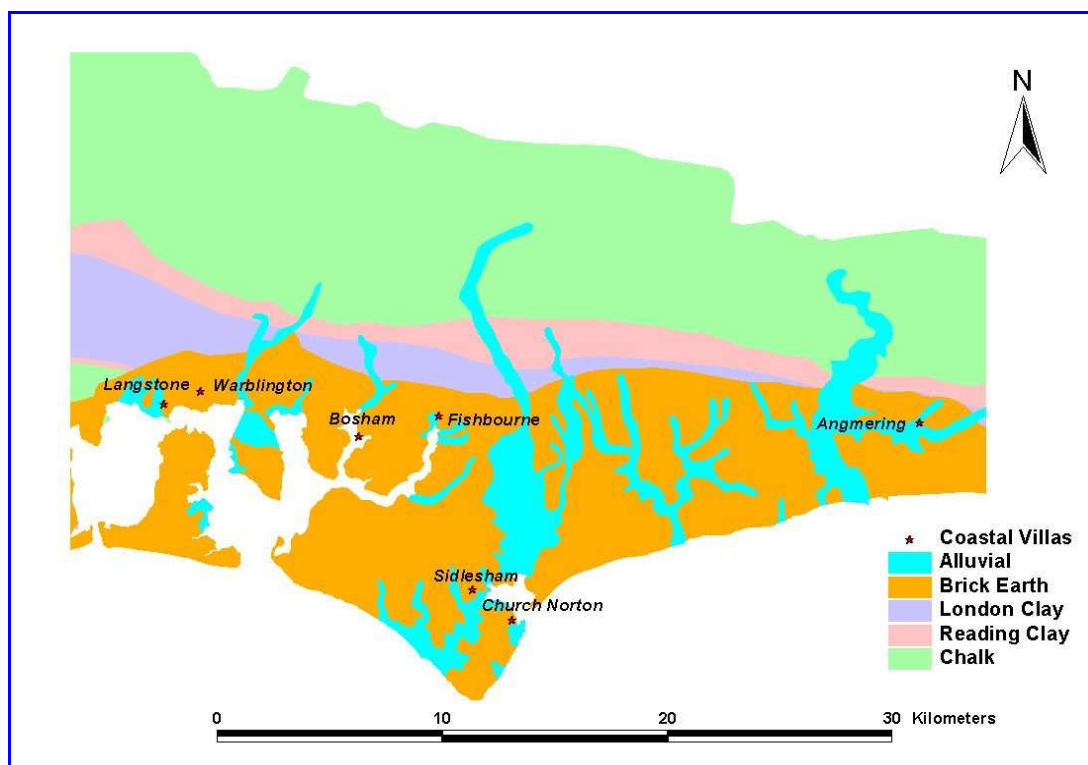 N
Langstone
Warblington
Bosham
Fishbourne
Angmering
Sidlesham
Church Norton
Coastal Villas
Alluvial
Brick Earth
London Clay
Reading Clay
Chalk
0 10 20 30 Kilometers